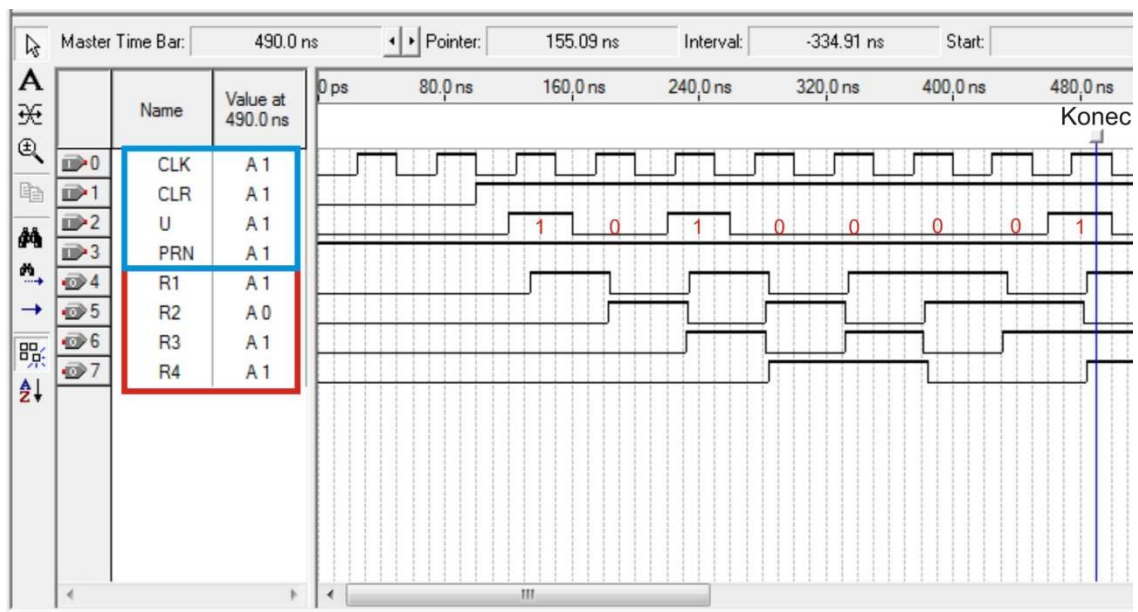 Master Time Bar: 490.0 ns Pointer: 155.09 ns Interval: -334.91 ns Start:
Name Value at 490.0 ns 0 ps 80.0 ns 160.0 ns 240.0 ns 320.0 ns 400.0 ns 480.0 ns
Konec
0 CLK A 1
1 CLR A 1
2 U A 1 1 0 1 0 0 0 0 1
3 PRN A 1
4 R1 A 1
5 R2 A 0
6 R3 A 1
7 R4 A 1